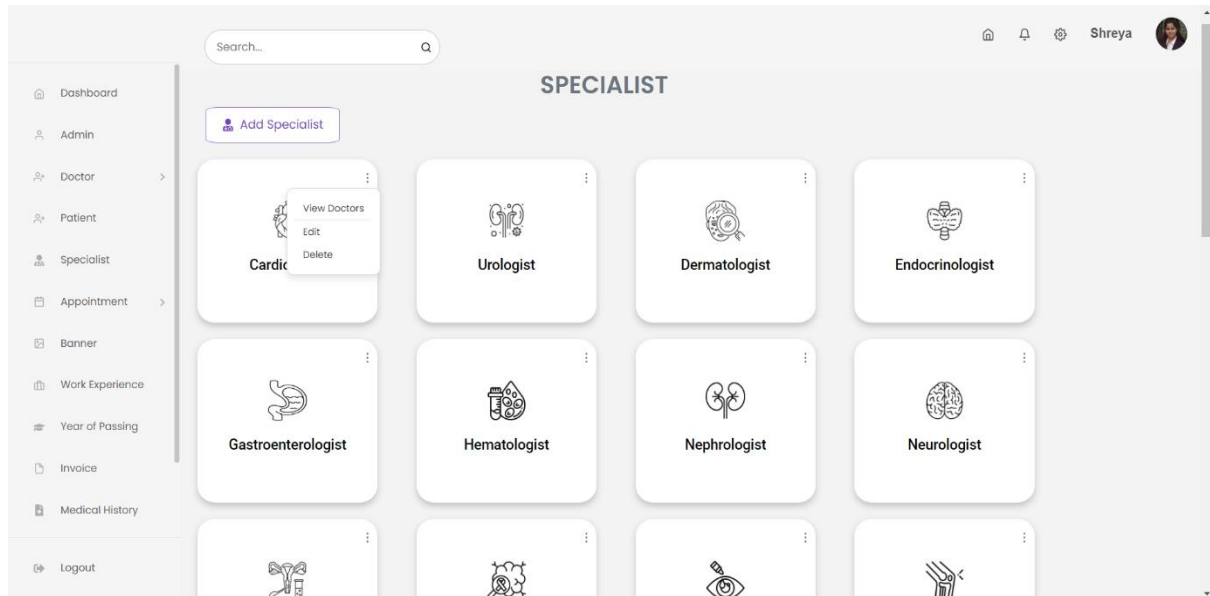 Search...
Shreya
SPECIALIST
Dashboard
Admin
Doctor
Patient
Specialist
Appointment
Banner
Work Experience
Year of Passing
Invoice
Medical History
Logout
Add Specialist
View Doctors
Edit
Delete
Urologist
Dermatologist
Endocrinologist
Gastroenterologist
Hematologist
Nephrologist
Neurologist